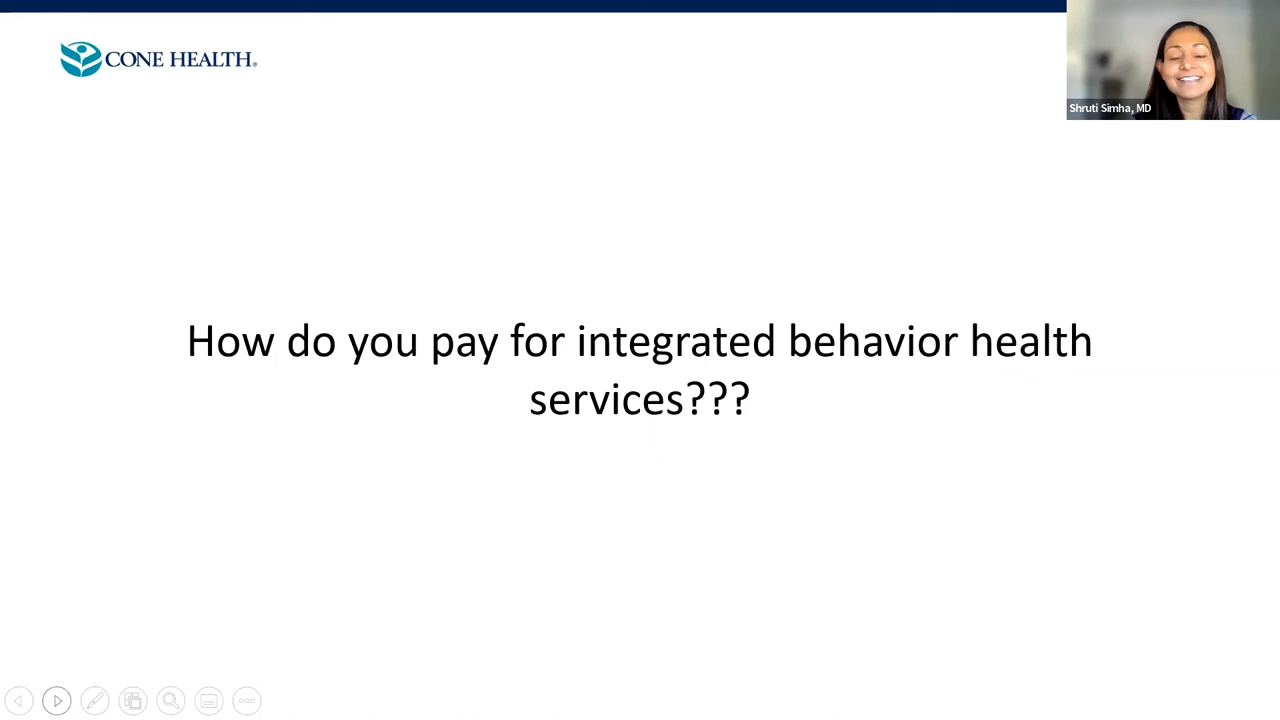 CONE HEALTH®
Shruti Simha, MD
How do you pay for integrated behavior health
services???